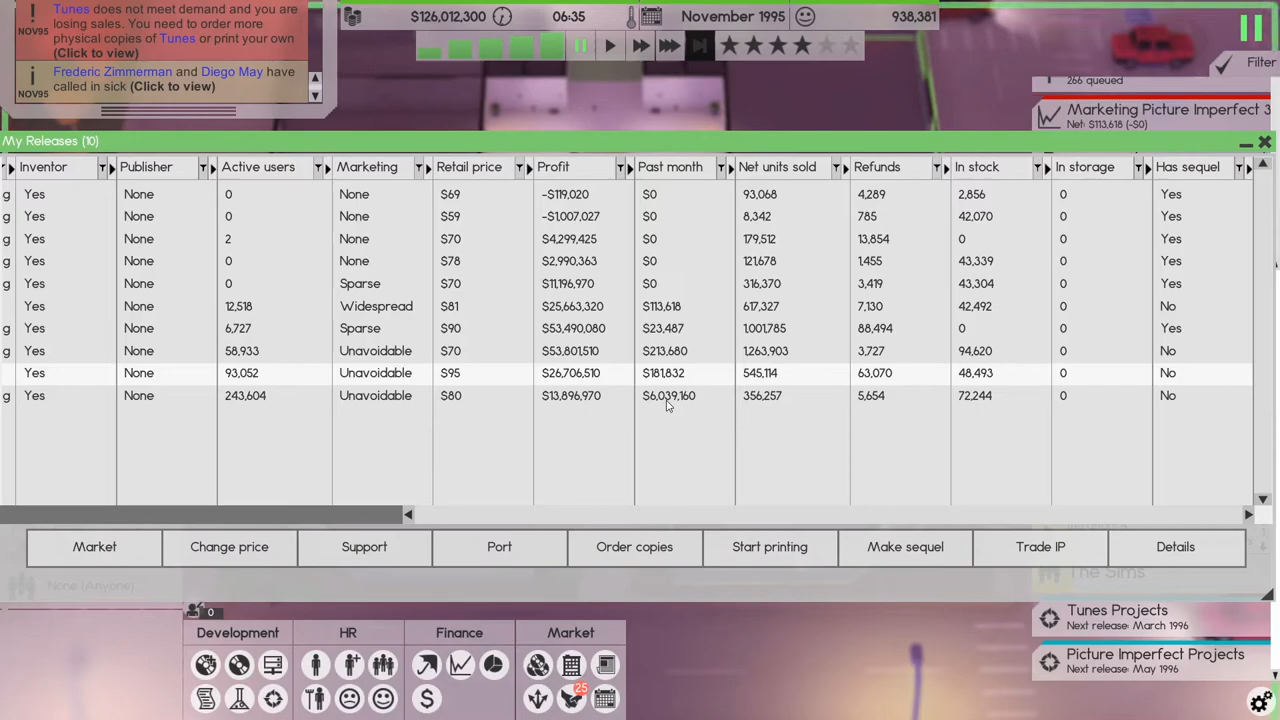 Tunes does not meet demand and you are
losing sales. You need to order more
NOV95
physical copies of Tunes or print your own
(Click to view)
Frederic Zimmerman and Diego May have
called in sick (Click to view)
NOV95
$126,012,300
06:35
November 1995
938,381
Filter
266 queued
Marketing Picture Imperfect 3
Net: $113,618 (-$0)
My Releases (10)
Inventor Publisher Active users Marketing Retail price Profit Past month Net units sold Refunds In stock In storage Has sequel
g Yes None 0 None $69 -$119,020 $0 93,068 4,289 2,856 0 Yes
g Yes None 0 None $59 -$1,007,027 $0 8,342 785 42,070 0 Yes
g Yes None 2 None $70 $4,299,425 $0 179,512 13,854 0 0 Yes
g Yes None 0 None $78 $2,990,363 $0 121,678 1,455 43,339 0 Yes
g Yes None 0 Sparse $70 $11,196,970 $0 316,370 3,419 43,304 0 Yes
Yes None 12,518 Widespread $81 $25,663,320 $113,618 617,327 7,130 42,492 0 No
g Yes None 6,727 Sparse $90 $53,490,080 $23,487 1,001,785 88,494 0 0 Yes
g Yes None 58,933 Unavoidable $70 $53,801,510 $213,680 1,263,903 3,727 94,620 0 No
Yes None 93,052 Unavoidable $95 $26,706,510 $181,832 545,114 63,070 48,493 0 No
g Yes None 243,604 Unavoidable $80 $13,896,970 $6,039,160 356,257 5,654 72,244 0 No
Market Change price Support Port Order copies Start printing Make sequel Trade IP Details
None (Anyone)
The Sims
0
Development HR Finance Market
25
Tunes Projects
Next release: March 1996
Picture Imperfect Projects
Next release: May 1996